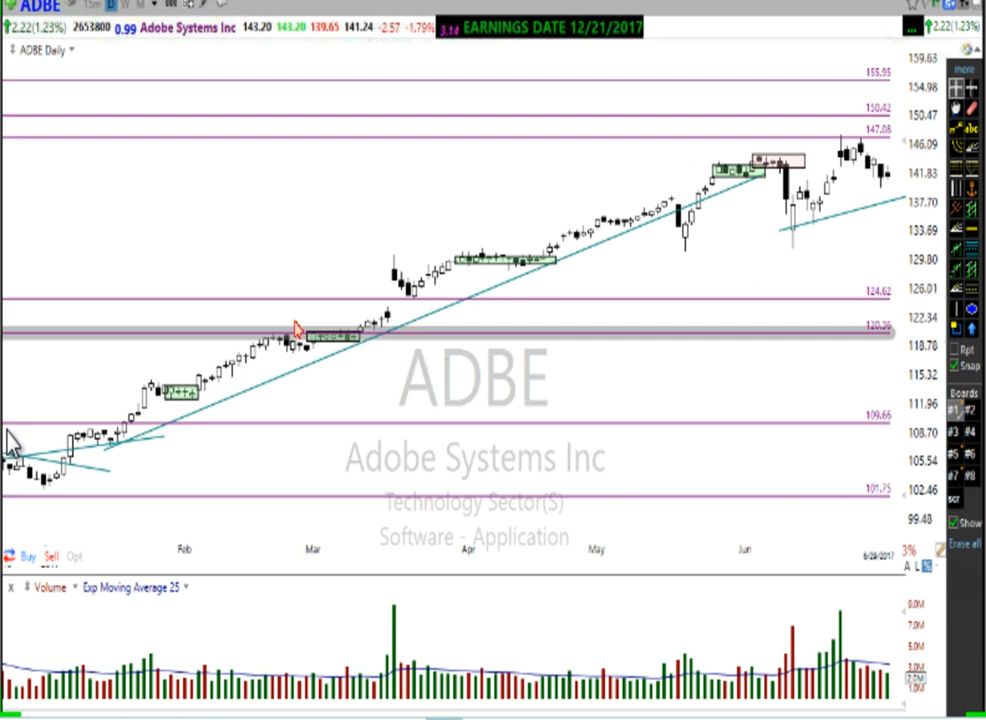 ADBE 15m D W M
2.22(1.23%) 2653800 0.99 Adobe Systems Inc 143.20 143.20 139.65 141.24 -2.57 -1.79% 3.14 EARNINGS DATE 12/21/2017 ... 2.22(1.23%)
ADBE Daily
159.63
more
155.95
154.98
150.42
150.47
147.08
abc
146.09
141.83
137.70
133.69
129.80
124.62
126.01
120.36
122.34
118.78
Rpt
Snap
ADBE
115.32
111.96
Boards
109.66
#1 #2
108.70
#3 #4
Adobe Systems Inc
105.54
#5 #6
101.75
102.46
#7 #8
Technology Sector(S)
scr
99.48
Show
Software - Application
Erase all
Buy Sell Opt
Feb Mar Apr May Jun 6/29/2017
3%
A L %
x Volume Exp Moving Average 25
9.0M
7.0M
5.0M
3.0M
2.0M
1.0M